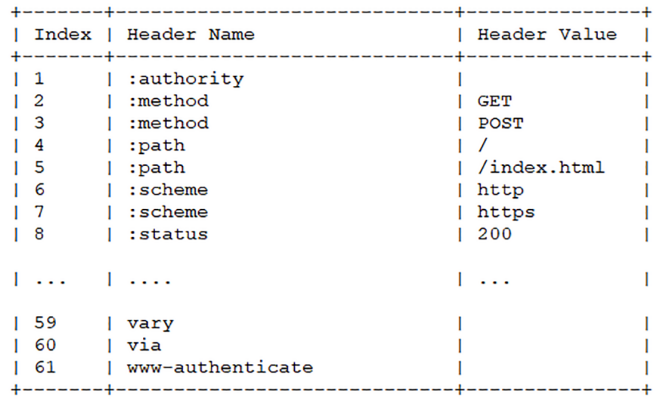 +-------+-----------------------------+---------------+
| Index | Header Name                 | Header Value  |
+-------+-----------------------------+---------------+
| 1     | :authority                  |               |
| 2     | :method                     | GET           |
| 3     | :method                     | POST          |
| 4     | :path                       | /             |
| 5     | :path                       | /index.html   |
| 6     | :scheme                     | http          |
| 7     | :scheme                     | https         |
| 8     | :status                     | 200           |
| ...   | ....                        | ...           |
| 59    | vary                        |               |
| 60    | via                         |               |
| 61    | www-authenticate            |               |
+-------+-----------------------------+---------------+